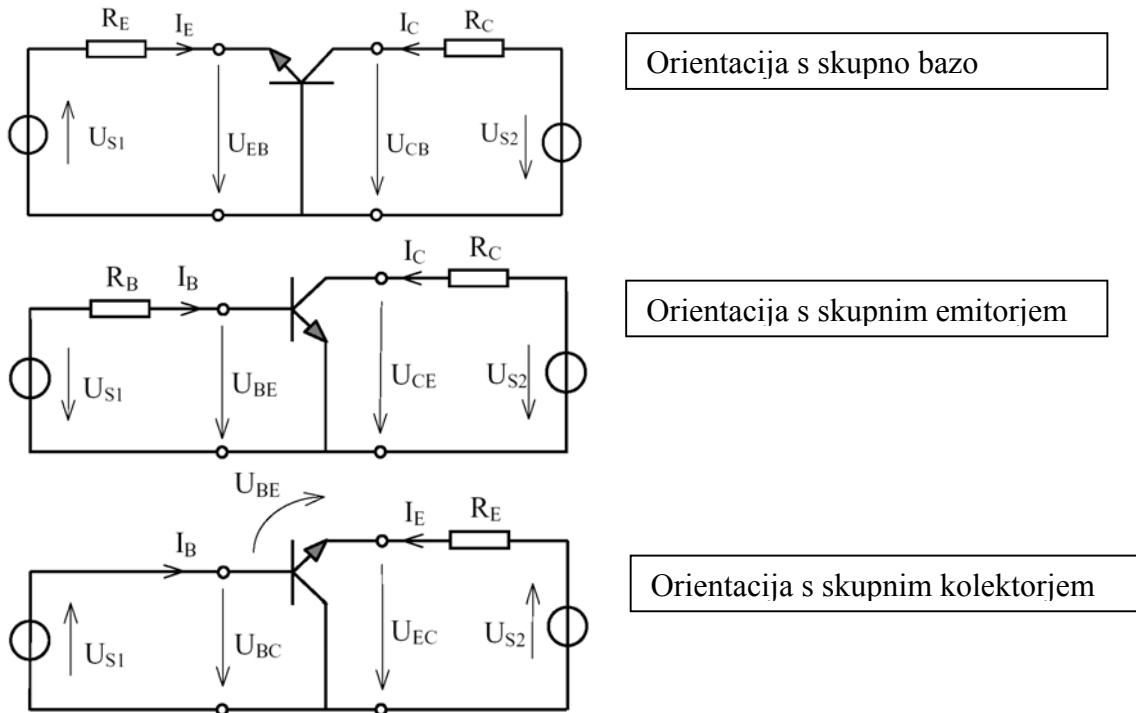 R_E I_E I_C R_C
Orientacija s skupno bazo
U_S1 U_EB U_CB U_S2
R_B I_B I_C R_C
Orientacija s skupnim emitorjem
U_S1 U_BE U_CE U_S2
U_BE
I_B I_E R_E
Orientacija s skupnim kolektorjem
U_S1 U_BC U_EC U_S2